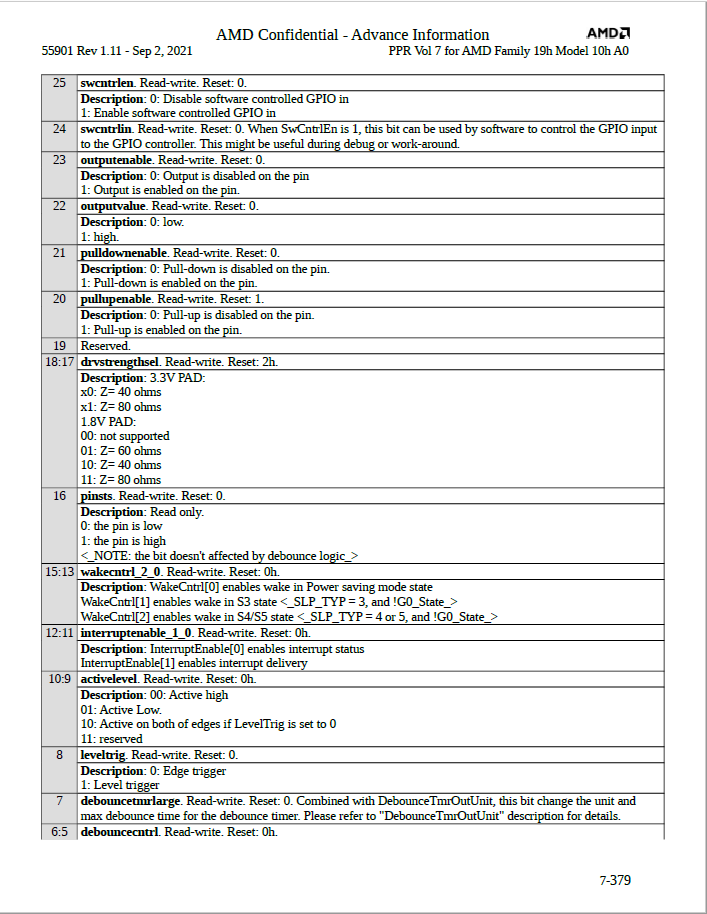 AMD Confidential - Advance Information
AMD
55901 Rev 1.11 - Sep 2, 2021
PPR Vol 7 for AMD Family 19h Model 10h A0
25 swcntrlen. Read-write. Reset: 0.
Description: 0: Disable software controlled GPIO in
1: Enable software controlled GPIO in
24 swcntrlin. Read-write. Reset: 0. When SwCntrlEn is 1, this bit can be used by software to control the GPIO input
to the GPIO controller. This might be useful during debug or work-around.
23 outputenable. Read-write. Reset: 0.
Description: 0: Output is disabled on the pin
1: Output is enabled on the pin.
22 outputvalue. Read-write. Reset: 0.
Description: 0: low.
1: high.
21 pulldownenable. Read-write. Reset: 0.
Description: 0: Pull-down is disabled on the pin.
1: Pull-down is enabled on the pin.
20 pullupenable. Read-write. Reset: 1.
Description: 0: Pull-up is disabled on the pin.
1: Pull-up is enabled on the pin.
19 Reserved.
18:17 drvstrengthsel. Read-write. Reset: 2h.
Description: 3.3V PAD:
x0: Z= 40 ohms
x1: Z= 80 ohms
1.8V PAD:
00: not supported
01: Z= 60 ohms
10: Z= 40 ohms
11: Z= 80 ohms
16 pinsts. Read-write. Reset: 0.
Description: Read only.
0: the pin is low
1: the pin is high
<_NOTE: the bit doesn't affected by debounce logic_>
15:13 wakecntrl_2_0. Read-write. Reset: 0h.
Description: WakeCntrl[0] enables wake in Power saving mode state
WakeCntrl[1] enables wake in S3 state <_SLP_TYP = 3, and !G0_State_>
WakeCntrl[2] enables wake in S4/S5 state <_SLP_TYP = 4 or 5, and !G0_State_>
12:11 interruptenable_1_0. Read-write. Reset: 0h.
Description: InterruptEnable[0] enables interrupt status
InterruptEnable[1] enables interrupt delivery
10:9 activelevel. Read-write. Reset: 0h.
Description: 00: Active high
01: Active Low.
10: Active on both of edges if LevelTrig is set to 0
11: reserved
8 leveltrig. Read-write. Reset: 0.
Description: 0: Edge trigger
1: Level trigger
7 debouncetmrlarge. Read-write. Reset: 0. Combined with DebounceTmrOutUnit, this bit change the unit and
max debounce time for the debounce timer. Please refer to "DebounceTmrOutUnit" description for details.
6:5 debouncecntrl. Read-write. Reset: 0h.
7-379